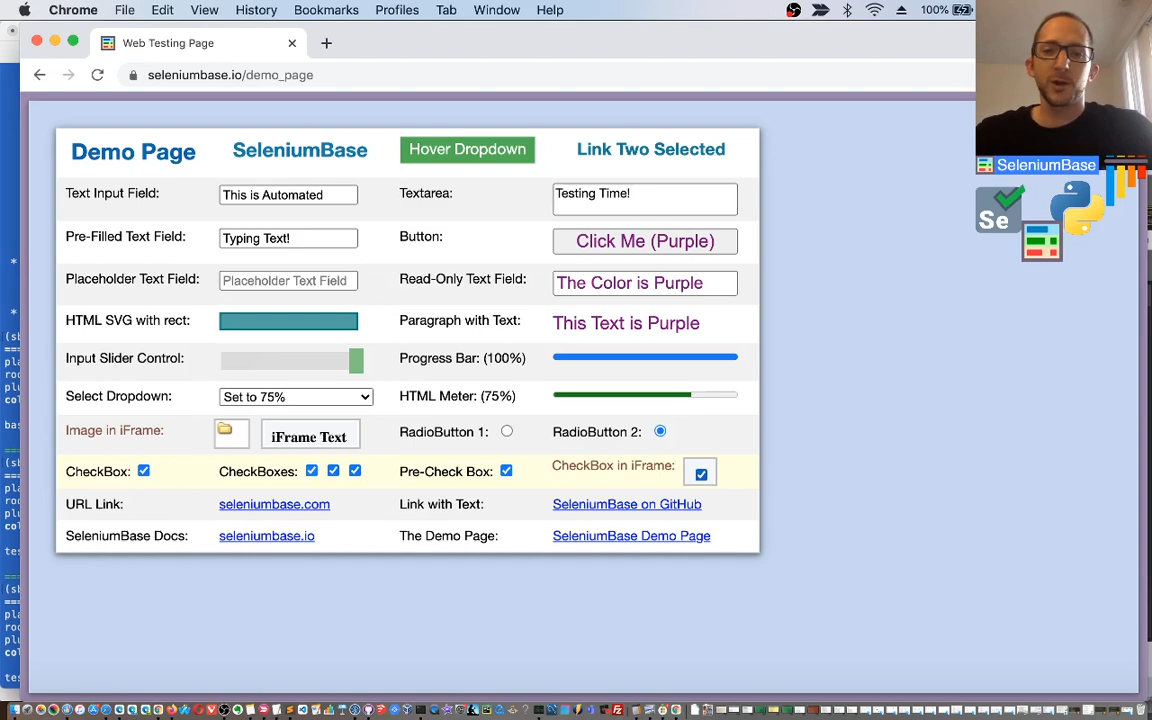 Chrome File Edit View History Bookmarks Profiles Tab Window Help 100%
Web Testing Page
seleniumbase.io/demo_page
Demo Page SeleniumBase Hover Dropdown Link Two Selected
Text Input Field: This is Automated Textarea: Testing Time!
Pre-Filled Text Field: Typing Text! Button: Click Me (Purple)
Placeholder Text Field: Placeholder Text Field Read-Only Text Field: The Color is Purple
HTML SVG with rect: Paragraph with Text: This Text is Purple
Input Slider Control: Progress Bar: (100%)
Select Dropdown: Set to 75% HTML Meter: (75%)
Image in iFrame: iFrame Text RadioButton 1: RadioButton 2:
CheckBox: CheckBoxes: Pre-Check Box: CheckBox in iFrame:
URL Link: seleniumbase.com Link with Text: SeleniumBase on GitHub
SeleniumBase Docs: seleniumbase.io The Demo Page: SeleniumBase Demo Page
SeleniumBase
Se